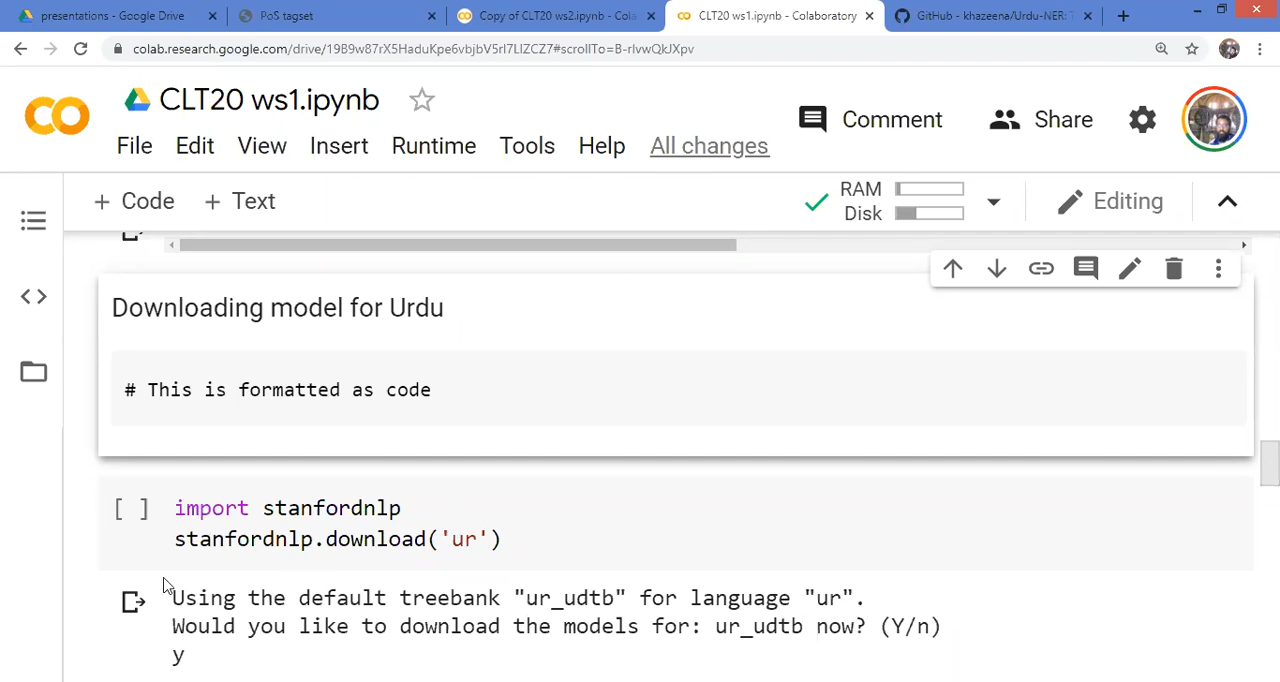 presentations - Google Drive
PoS tagset
Copy of CLT20 ws2.ipynb - Cola
CLT20 ws1.ipynb - Colaboratory
GitHub - khazeena/Urdu-NER: T
colab.research.google.com/drive/19B9w87rX5HaduKpe6vbjbV5rI7LIZCZ7#scrollTo=B-rIvwQkJXpv
CLT20 ws1.ipynb
Comment
Share
File Edit View Insert Runtime Tools Help All changes
+ Code + Text
RAM
Disk
Editing
Downloading model for Urdu
# This is formatted as code
[ ] import stanfordnlp
stanfordnlp.download('ur')
Using the default treebank "ur_udtb" for language "ur".
Would you like to download the models for: ur_udtb now? (Y/n)
y